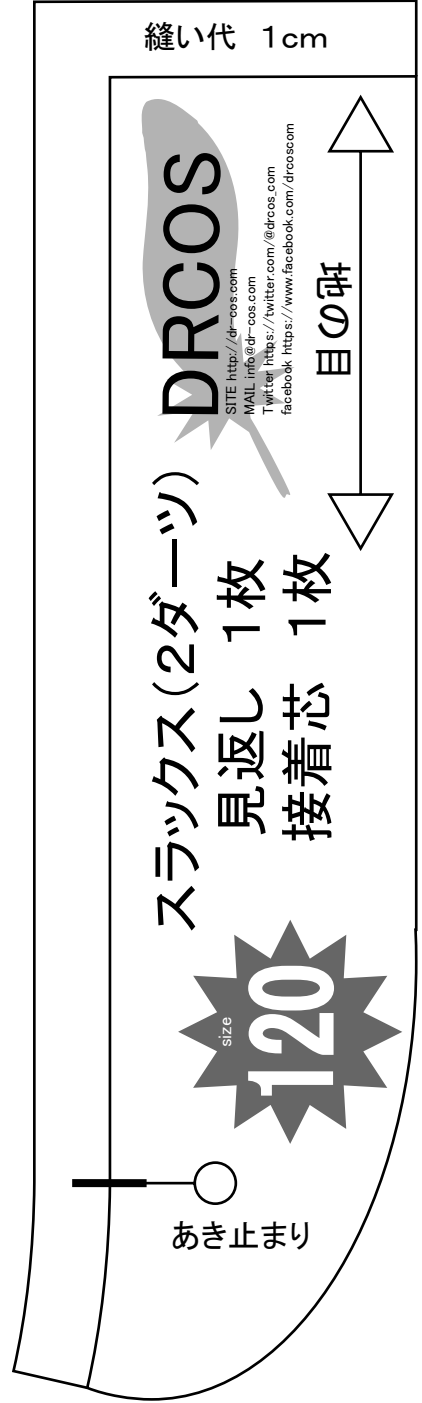 縫い代　1cm
DRCOS
SITE http://dr-cos.com
MAIL info@dr-cos.com
Twitter https://twitter.com/@drcos_com
facebook https://www.facebook.com/drcoscom
地の目
スラックス(2ダーツ)
見返し　1枚
接着芯　1枚
size
120
あき止まり